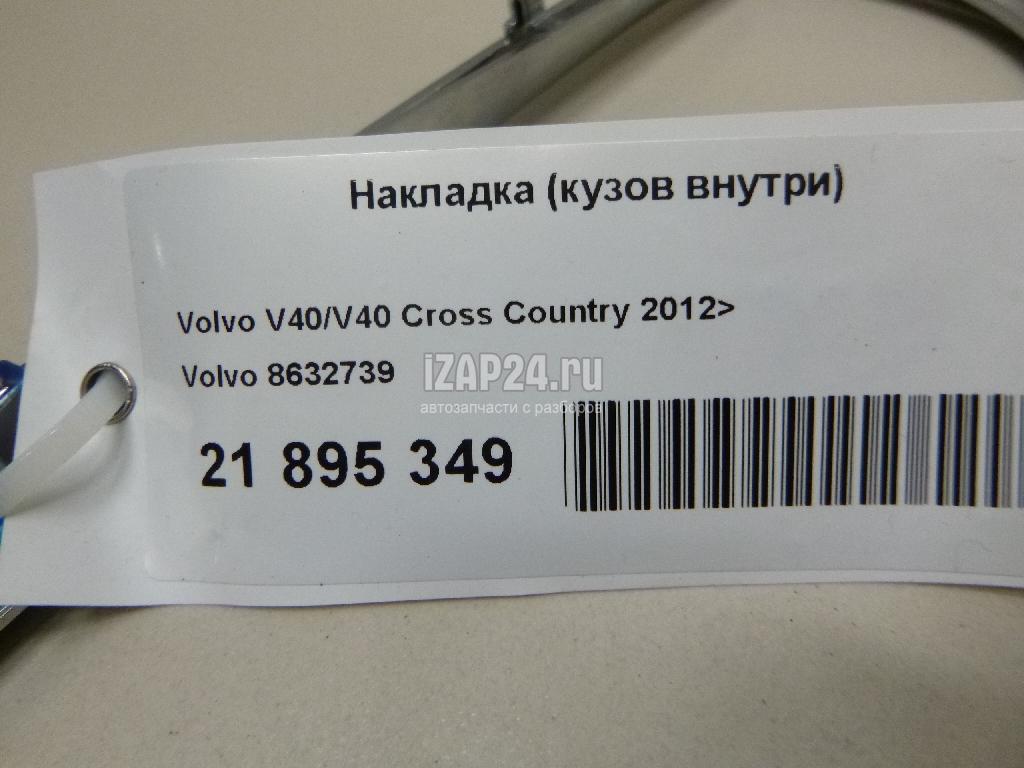 Накладка (кузов внутри)
Volvo V40/V40 Cross Country 2012>
Volvo 8632739
iZAP24.ru
автозапчасти с разборов
21 895 349